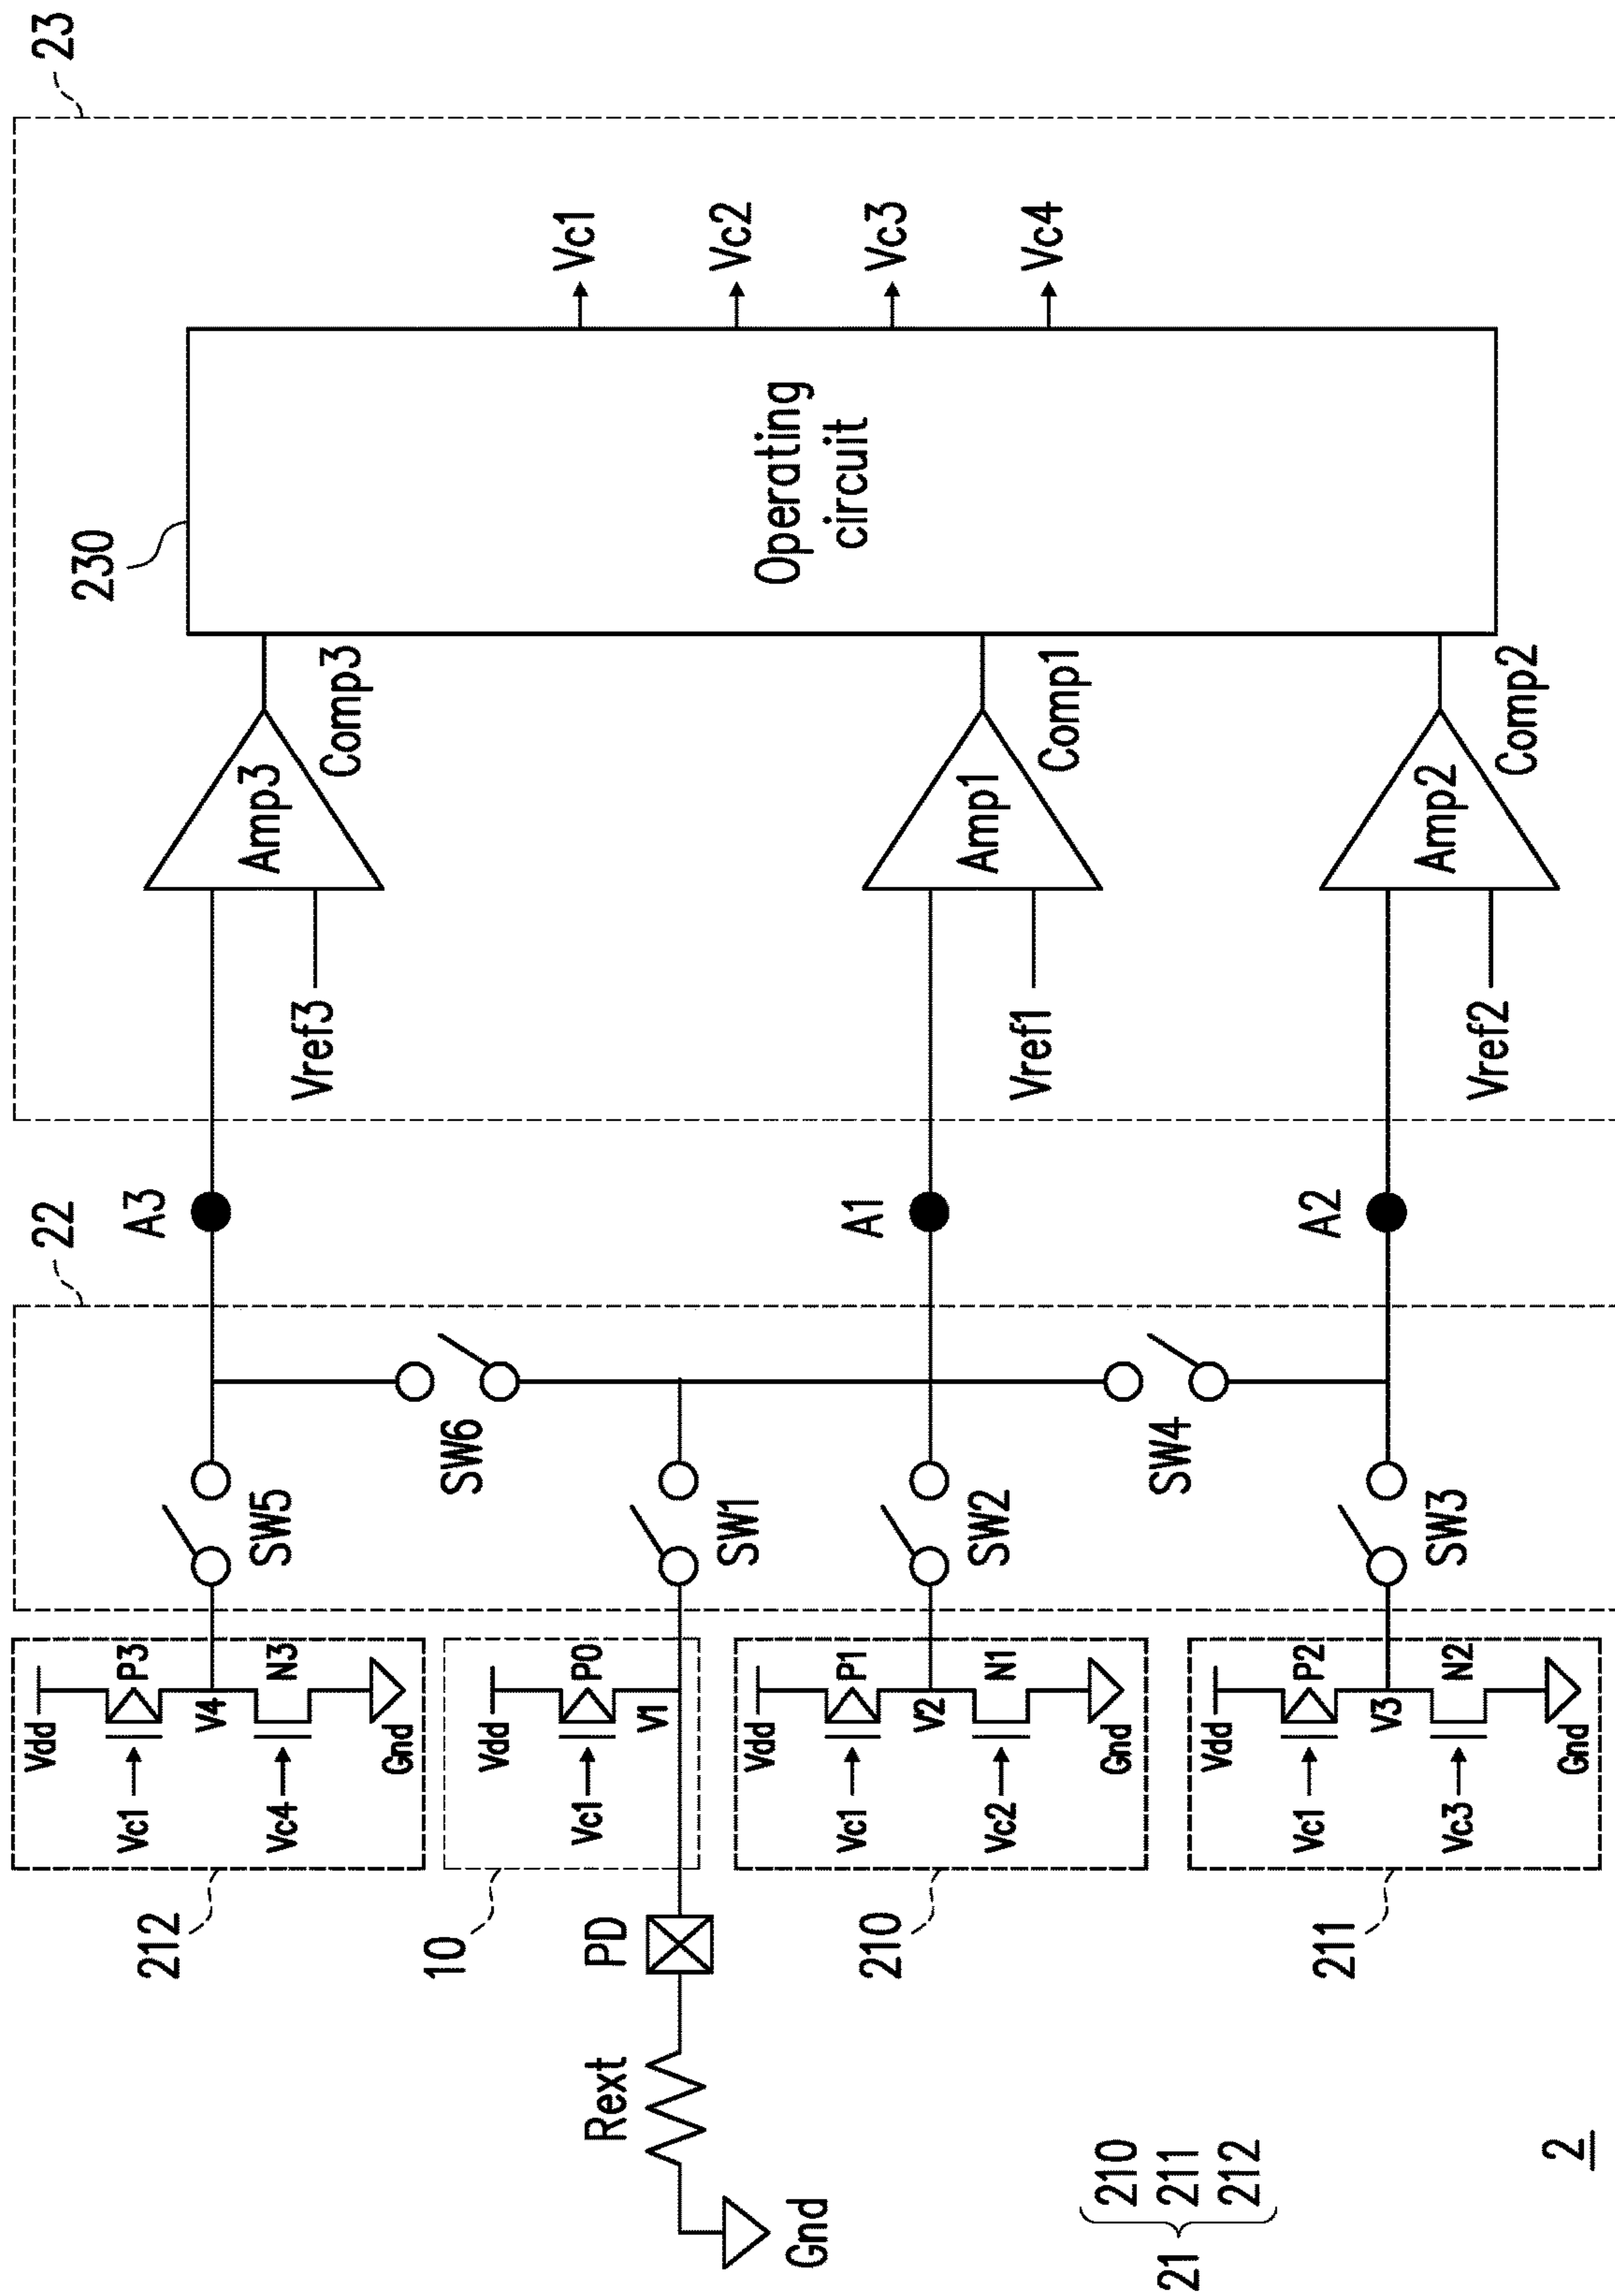 23
230
Operating
circuit
Vc1
Vc2
Vc3
Vc4
Amp3
Comp3
Vref3
Amp1
Comp1
Vref1
Amp2
Comp2
Vref2
22
A3
A1
A2
SW5
SW6
SW1
SW2
SW4
SW3
212
Vdd
Vc1
P3
V4
Vc4
N3
Gnd
10
Vdd
Vc1
P0
V1
PD
Rext
Gnd
210
Vdd
Vc1
P1
V2
Vc2
N1
Gnd
211
Vdd
Vc1
P2
V3
Vc3
N2
Gnd
21
210
211
212
2